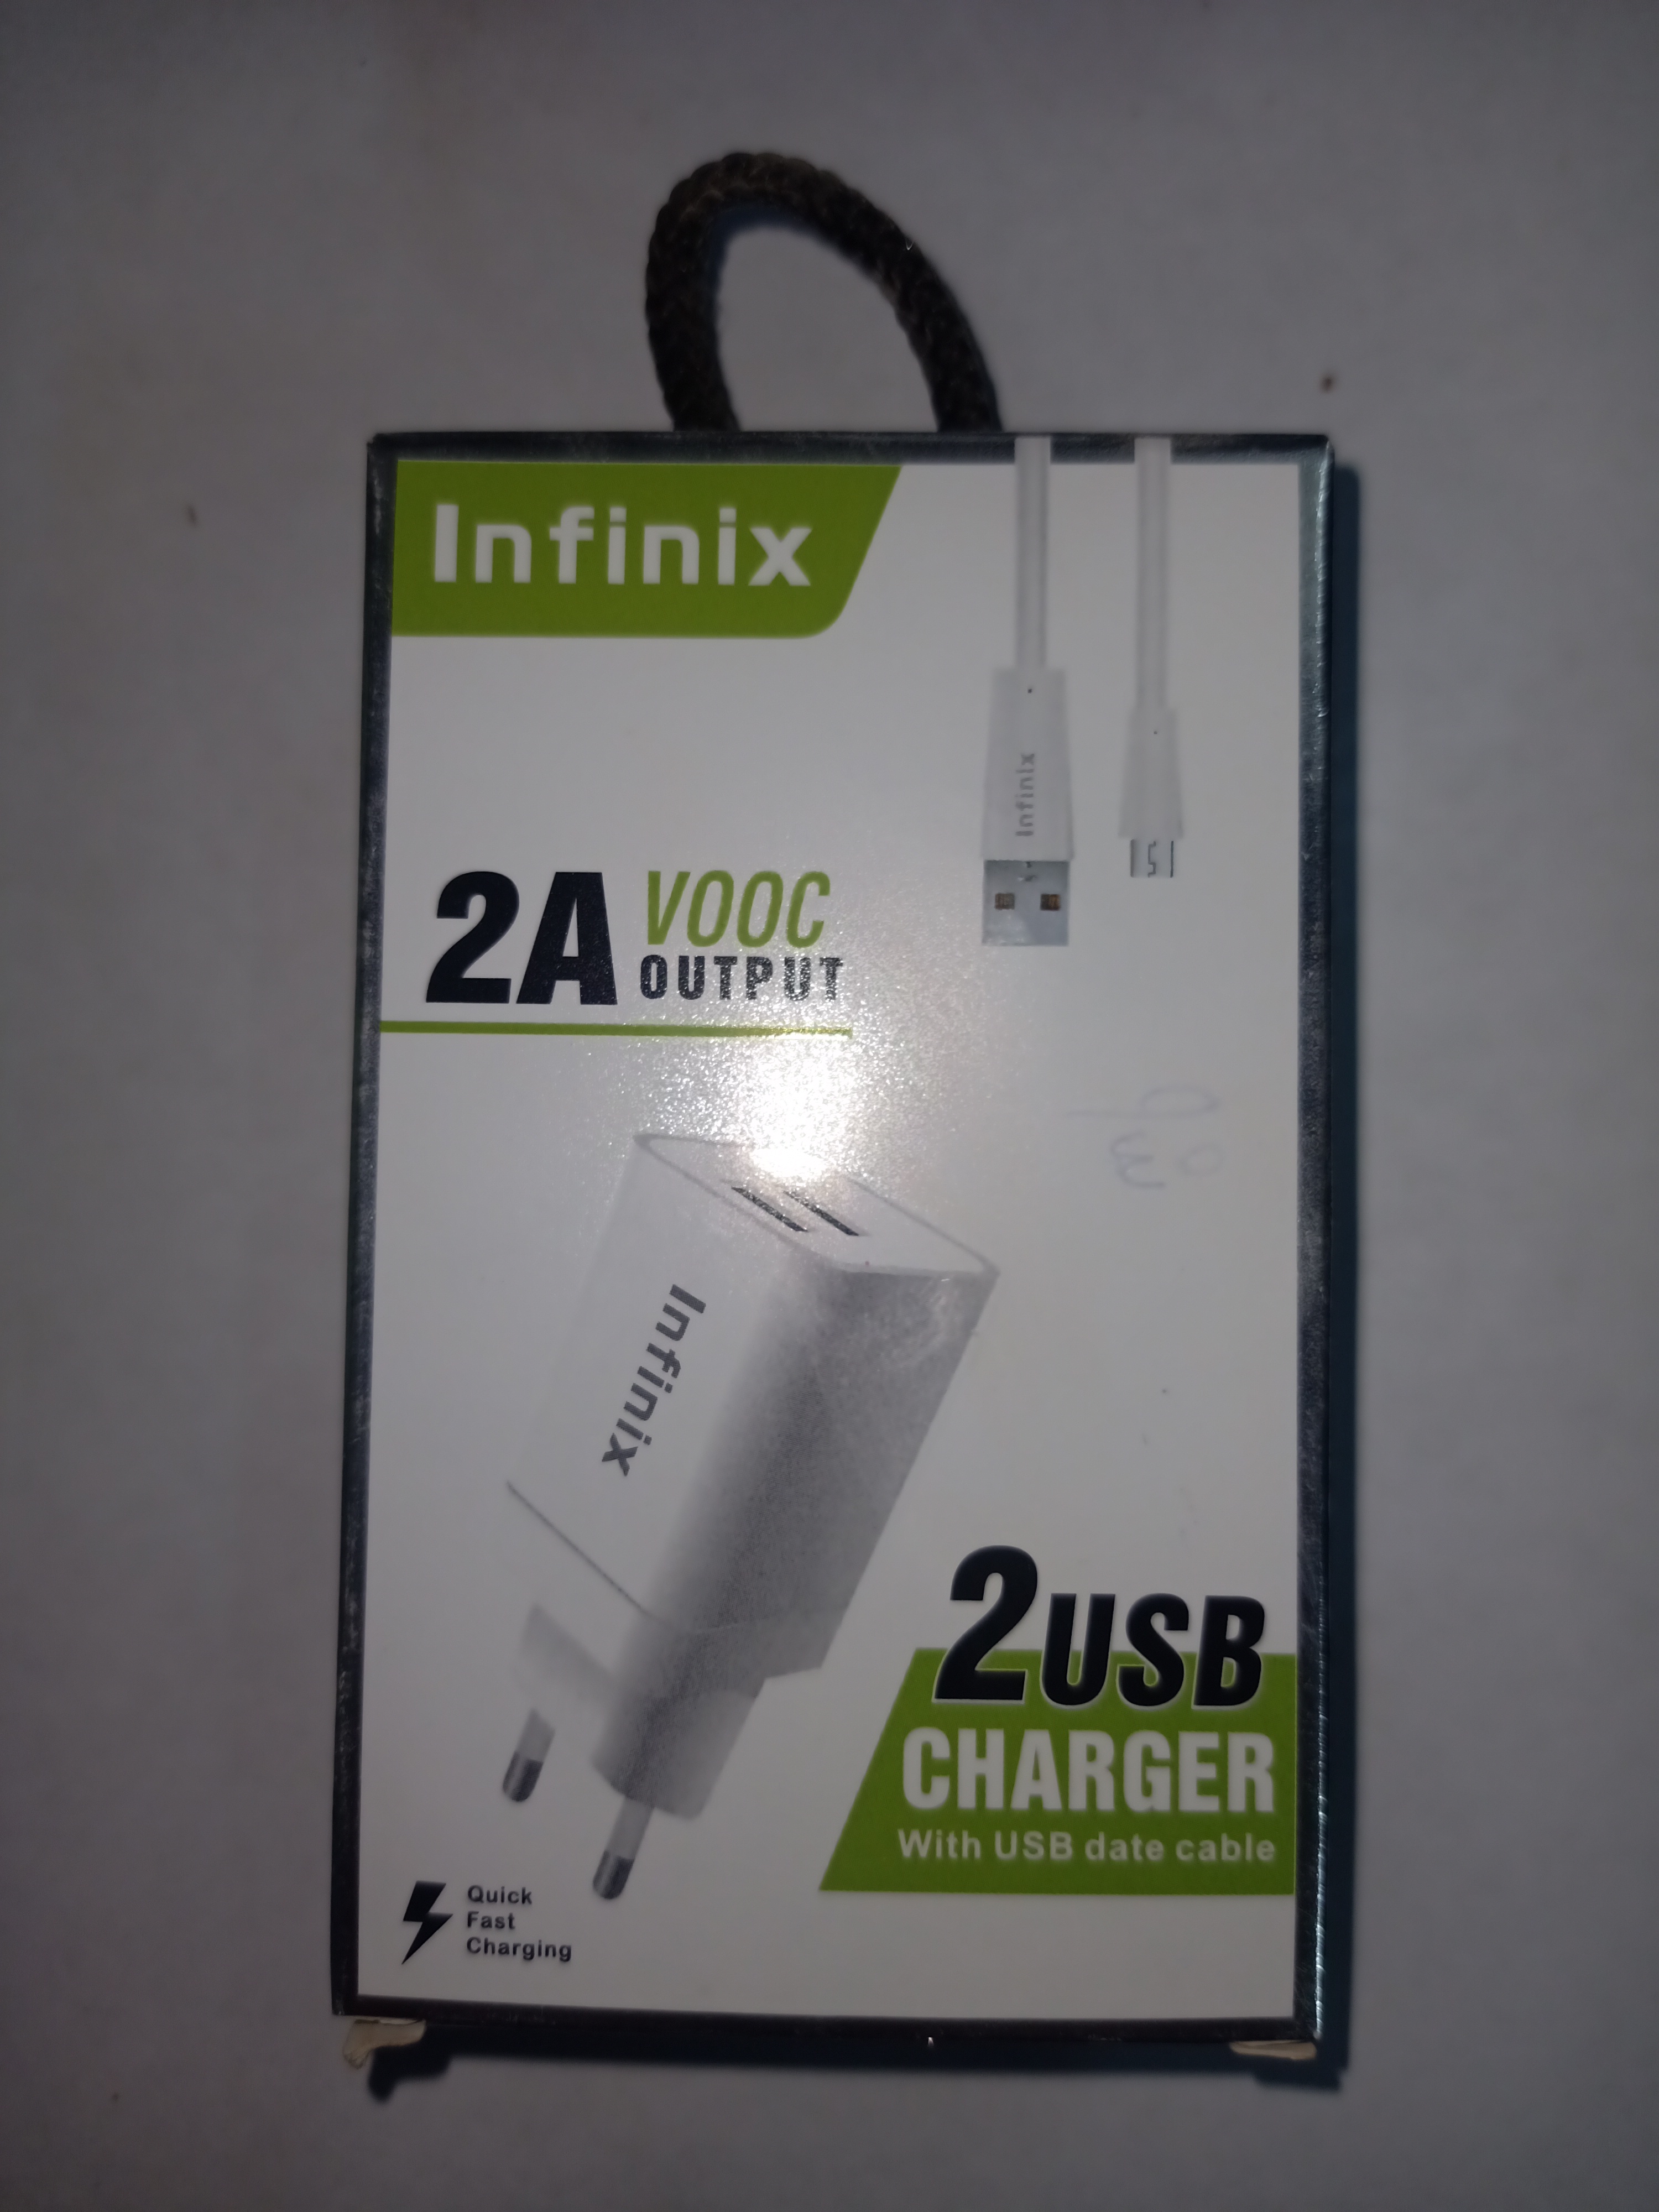 Infinix
Infinix
2A VOOC
OUTPUT
Infinix
2USB
CHARGER
With USB date cable
Quick
Fast
Charging